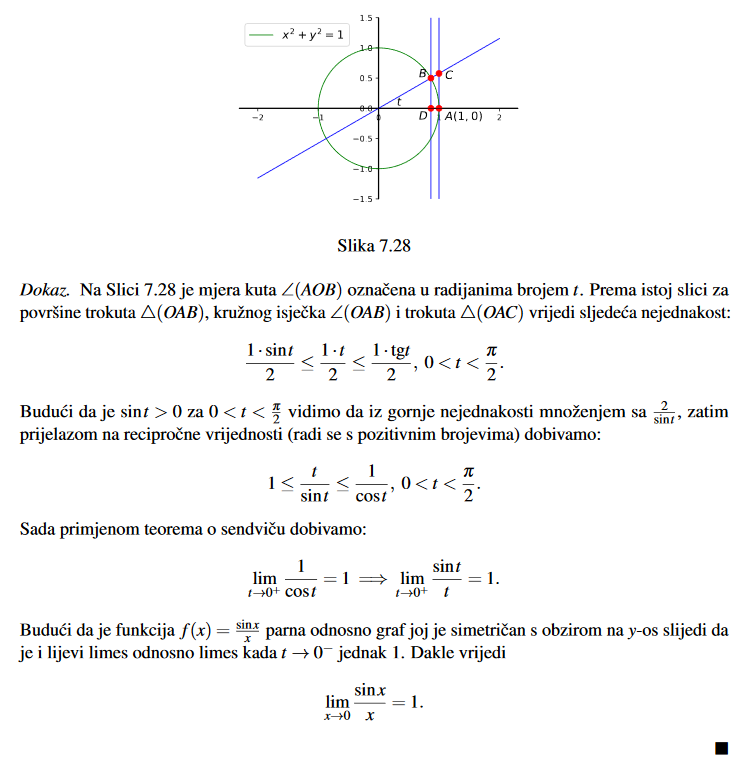 x² + y² = 1
1.5
1.0
0.5
0.0
−0.5
−1.0
−1.5
−2
−1
0
1
2
B
C
t
D
A(1, 0)
Slika 7.28
Dokaz. Na Slici 7.28 je mjera kuta ∠(AOB) označena u radijanima brojem t. Prema istoj slici za
površine trokuta △(OAB), kružnog isječka ∠(OAB) i trokuta △(OAC) vrijedi sljedeća nejednakost:
1·sin t / 2 ≤ 1·t / 2 ≤ 1·tg t / 2, 0 < t < π/2.
Budući da je sin t > 0 za 0 < t < π/2 vidimo da iz gornje nejednakosti množenjem sa 2/sin t, zatim
prijelazom na recipročne vrijednosti (radi se s pozitivnim brojevima) dobivamo:
1 ≤ t/sin t ≤ 1/cos t, 0 < t < π/2.
Sada primjenom teorema o sendviču dobivamo:
lim t→0⁺ 1/cos t = 1 ⟹ lim t→0⁺ sin t/t = 1.
Budući da je funkcija f(x) = sin x/x parna odnosno graf joj je simetričan s obzirom na y-os slijedi da
je i lijevi limes odnosno limes kada t → 0⁻ jednak 1. Dakle vrijedi
lim x→0 sin x/x = 1.
■